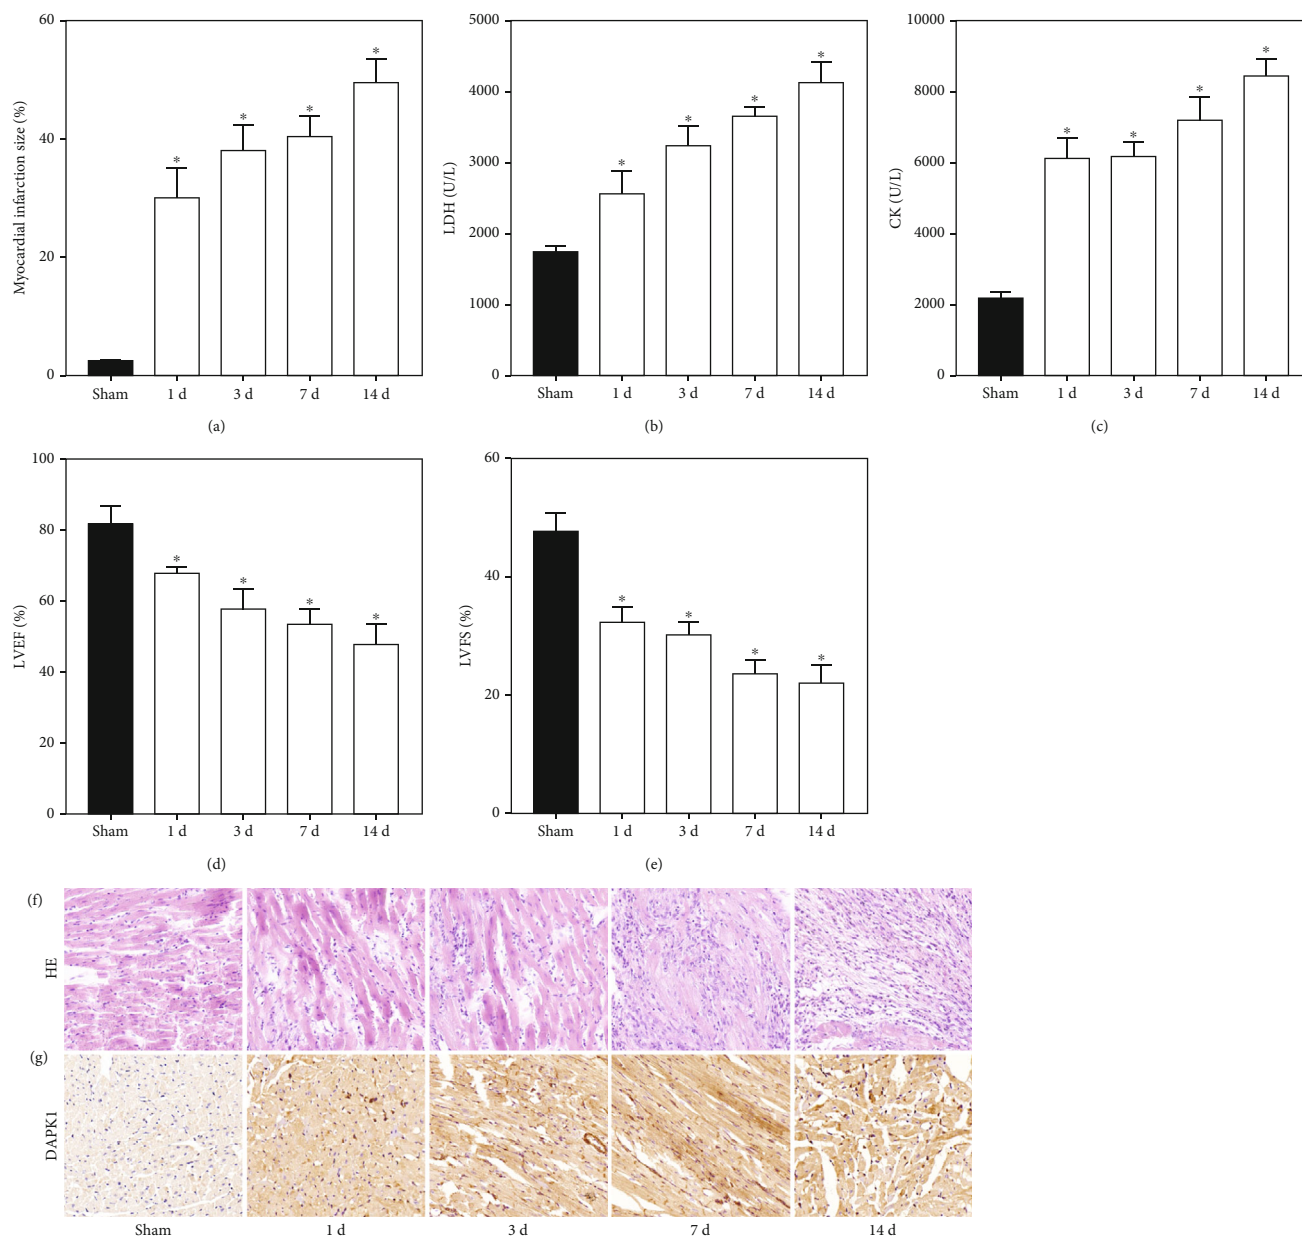 Myocardial infarction size (%)
60
40
20
0
*
*
*
*
Sham 1 d 3 d 7 d 14 d
(a)
LDH (U/L)
5000
4000
3000
2000
1000
0
*
*
*
*
Sham 1 d 3 d 7 d 14 d
(b)
CK (U/L)
10000
8000
6000
4000
2000
0
*
*
*
*
Sham 1 d 3 d 7 d 14 d
(c)
LVEF (%)
100
80
60
40
20
0
*
*
*
*
Sham 1 d 3 d 7 d 14 d
(d)
LVFS (%)
60
40
20
0
*
*
*
*
Sham 1 d 3 d 7 d 14 d
(e)
(f)
HE
(g)
DAPK1
Sham 1 d 3 d 7 d 14 d